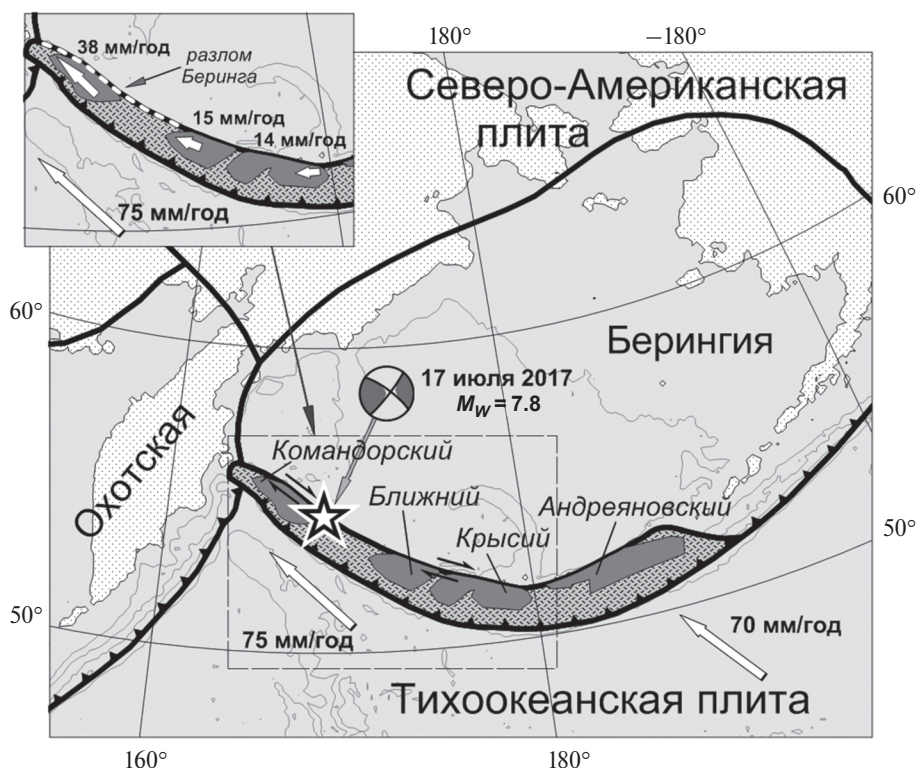 38 мм/год
разлом
Беринга
15 мм/год
14 мм/год
75 мм/год
180°
−180°
Северо-Американская
плита
60°
60°
Берингия
17 июля 2017
MW = 7.8
Охотская
Командорский
Ближний
Андреяновский
Крысий
50°
50°
75 мм/год
70 мм/год
Тихоокеанская плита
160°
180°